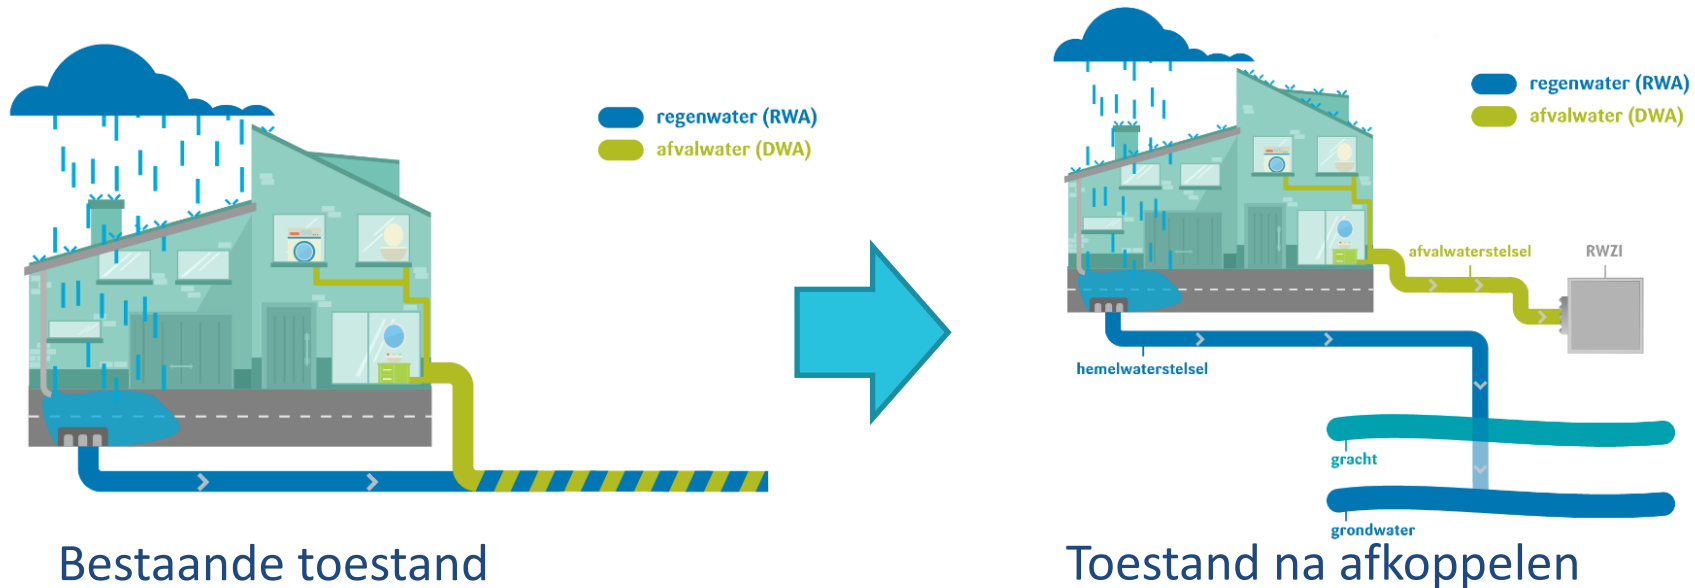 regenwater (RWA)
afvalwater (DWA)
Bestaande toestand
regenwater (RWA)
afvalwater (DWA)
afvalwaterstelsel
RWZI
hemelwaterstelsel
gracht
grondwater
Toestand na afkoppelen